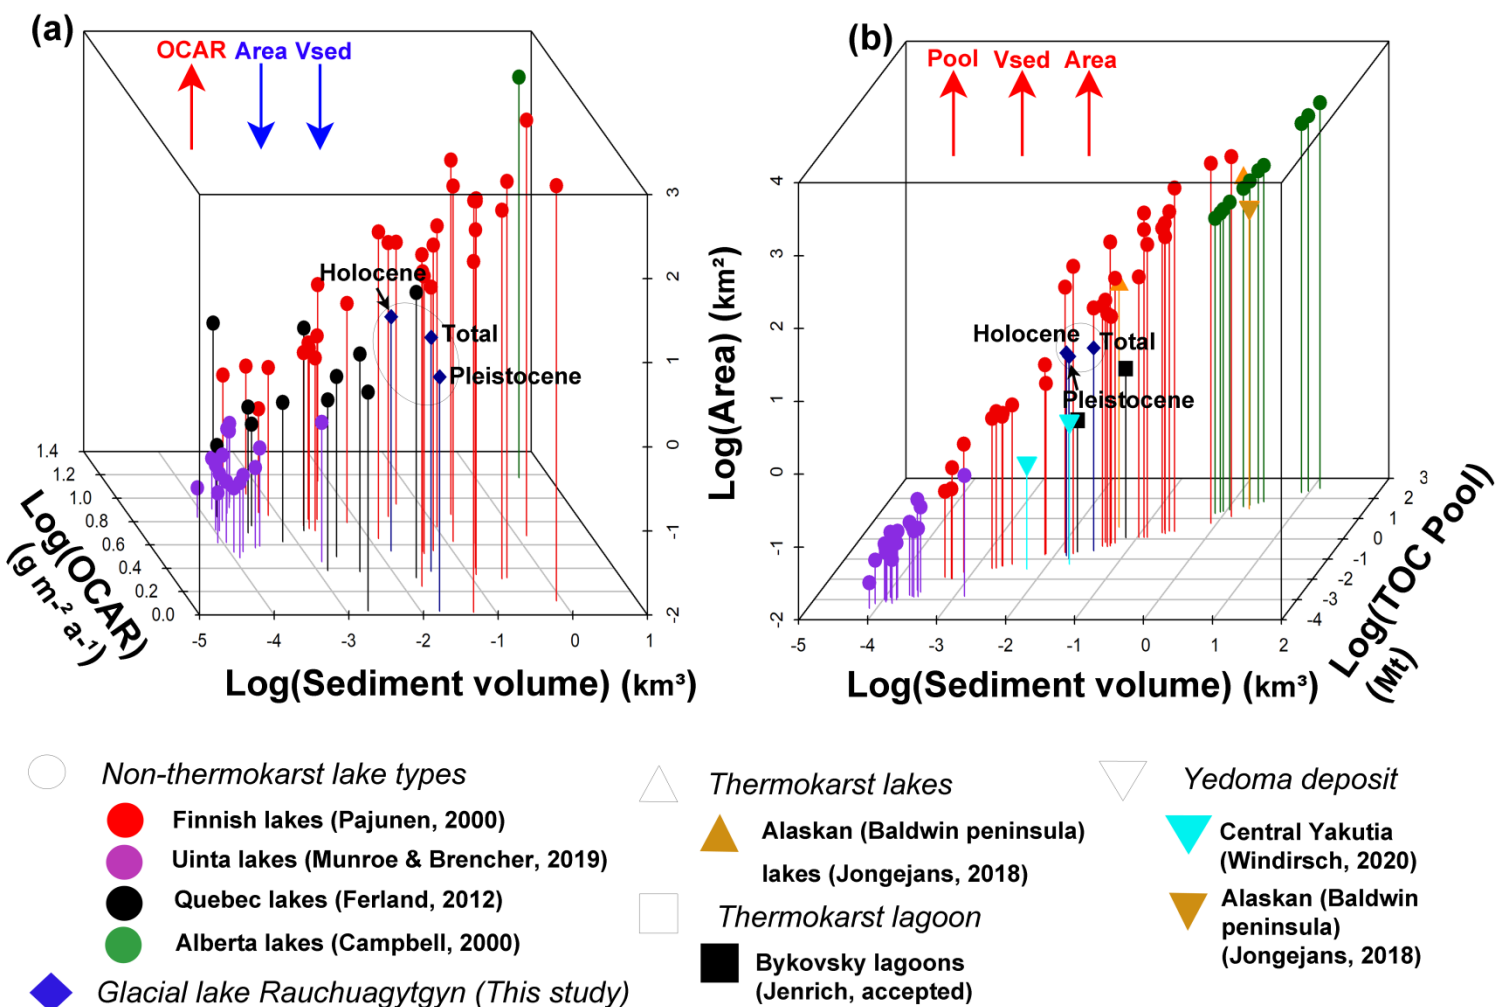 (a)
OCAR Area Vsed
3
2
1
0
-1
-2
1.4
1.2
1.0
0.8
0.6
0.4
0.2
0.0
-5 -4 -3 -2 -1 0 1
Holocene
Total
Pleistocene
Log(OCAR)
(g m-² a-¹)
Log(Sediment volume) (km³)
Log(Area) (km²)
(b)
Pool Vsed Area
4
3
2
1
0
-1
-2
3
2
1
0
-1
-2
-3
-4
-5 -4 -3 -2 -1 0 1 2
Holocene
Total
Pleistocene
Log(TOC Pool)
(Mt)
Log(Sediment volume) (km³)
Non-thermokarst lake types
Finnish lakes (Pajunen, 2000)
Uinta lakes (Munroe & Brencher, 2019)
Quebec lakes (Ferland, 2012)
Alberta lakes (Campbell, 2000)
Glacial lake Rauchuagytgyn (This study)
Thermokarst lakes
Alaskan (Baldwin peninsula)
lakes (Jongejans, 2018)
Thermokarst lagoon
Bykovsky lagoons
(Jenrich, accepted)
Yedoma deposit
Central Yakutia
(Windirsch, 2020)
Alaskan (Baldwin
peninsula)
(Jongejans, 2018)